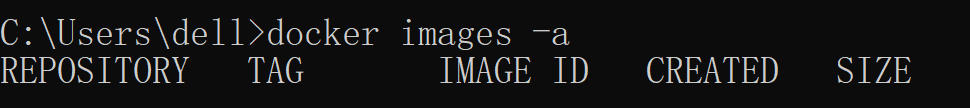 C:\Users\dell>docker images -a
REPOSITORY TAG IMAGE ID CREATED SIZE